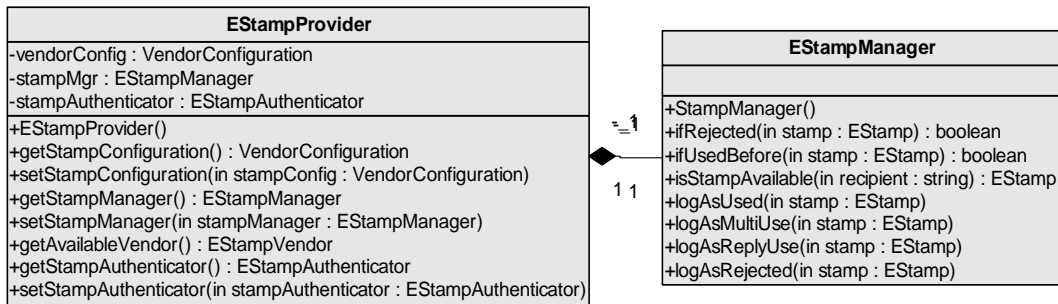 EStampProvider
-vendorConfig : VendorConfiguration
-stampMgr : EStampManager
-stampAuthenticator : EStampAuthenticator
+EStampProvider()
+getStampConfiguration() : VendorConfiguration
+setStampConfiguration(in stampConfig : VendorConfiguration)
+getStampManager() : EStampManager
+setStampManager(in stampManager : EStampManager)
+getAvailableVendor() : EStampVendor
+getStampAuthenticator() : EStampAuthenticator
+setStampAuthenticator(in stampAuthenticator : EStampAuthenticator)
1 1
EStampManager
+StampManager()
+ifRejected(in stamp : EStamp) : boolean
+ifUsedBefore(in stamp : EStamp) : boolean
+isStampAvailable(in recipient : string) : EStamp
+logAsUsed(in stamp : EStamp)
+logAsMultiUse(in stamp : EStamp)
+logAsReplyUse(in stamp : EStamp)
+logAsRejected(in stamp : EStamp)